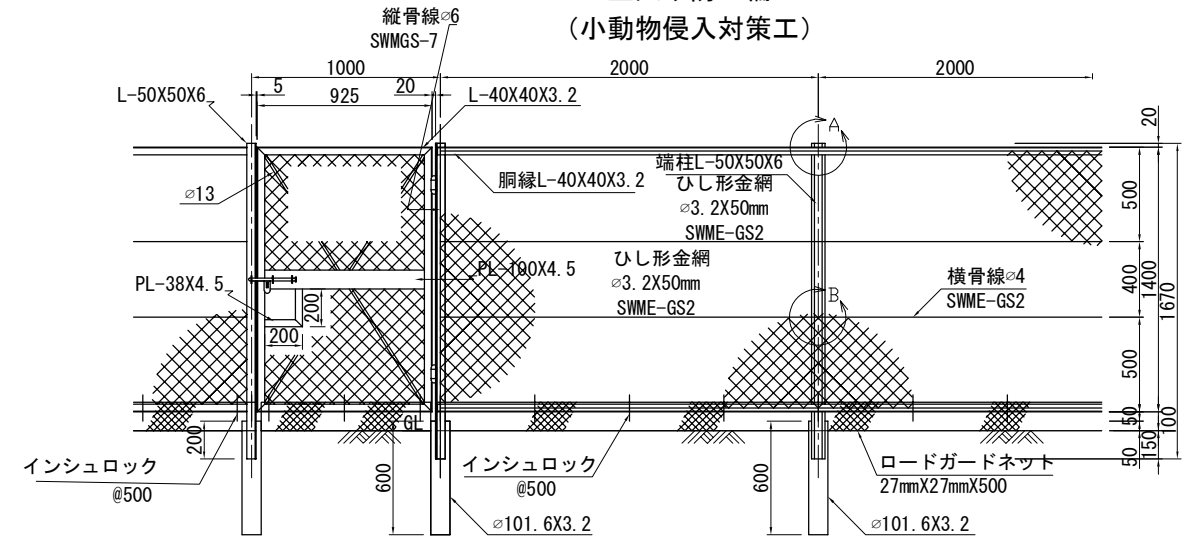 (小動物侵入対策工)
縦骨線∅6
SWMGS-7
1000
2000
2000
5
925
20
L-50X50X6
L-40X40X3.2
20
A
端柱L-50X50X6
胴縁L-40X40X3.2
ひし形金網
∅3.2X50mm
SWME-GS2
∅13
500
ひし形金網
∅3.2X50mm
SWME-GS2
PL-100X4.5
PL-38X4.5
横骨線∅4
SWME-GS2
B
400
1400
1670
200
200
500
GL
50
100
200
50
150
インシュロック
@500
600
インシュロック
@500
600
ロードガードネット
27mmX27mmX500
∅101.6X3.2
∅101.6X3.2